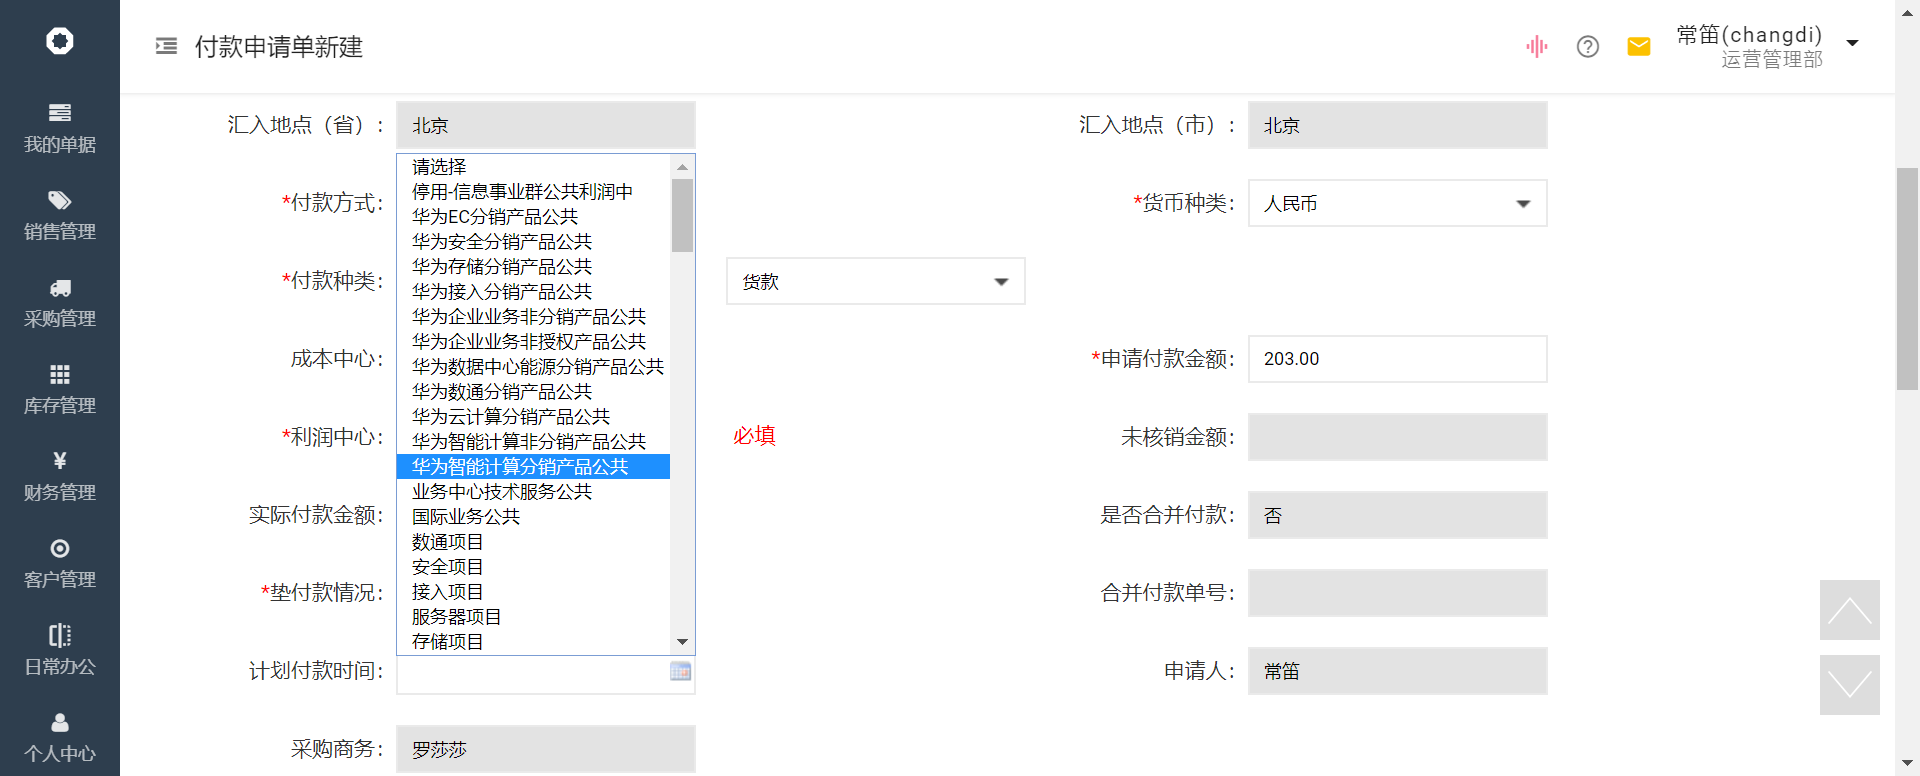 付款申请单新建
常笛(changdi)
运营管理部
我的单据
销售管理
采购管理
库存管理
¥
财务管理
客户管理
日常办公
个人中心
汇入地点（省）: 北京
汇入地点（市）: 北京
*付款方式:
*货币种类: 人民币
*付款种类:
货款
成本中心:
*申请付款金额: 203.00
*利润中心:
必填
未核销金额:
实际付款金额:
是否合并付款: 否
*垫付款情况:
合并付款单号:
计划付款时间:
申请人: 常笛
采购商务: 罗莎莎
请选择
停用-信息事业群公共利润中
华为EC分销产品公共
华为安全分销产品公共
华为存储分销产品公共
华为接入分销产品公共
华为企业业务非分销产品公共
华为企业业务非授权产品公共
华为数据中心能源分销产品公共
华为数通分销产品公共
华为云计算分销产品公共
华为智能计算非分销产品公共
华为智能计算分销产品公共
业务中心技术服务公共
国际业务公共
数通项目
安全项目
接入项目
服务器项目
存储项目